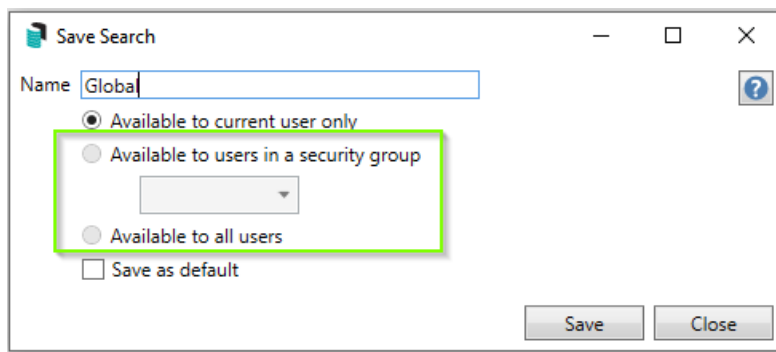 Save Search
Name Global
Available to current user only
Available to users in a security group
Available to all users
Save as default
Save Close